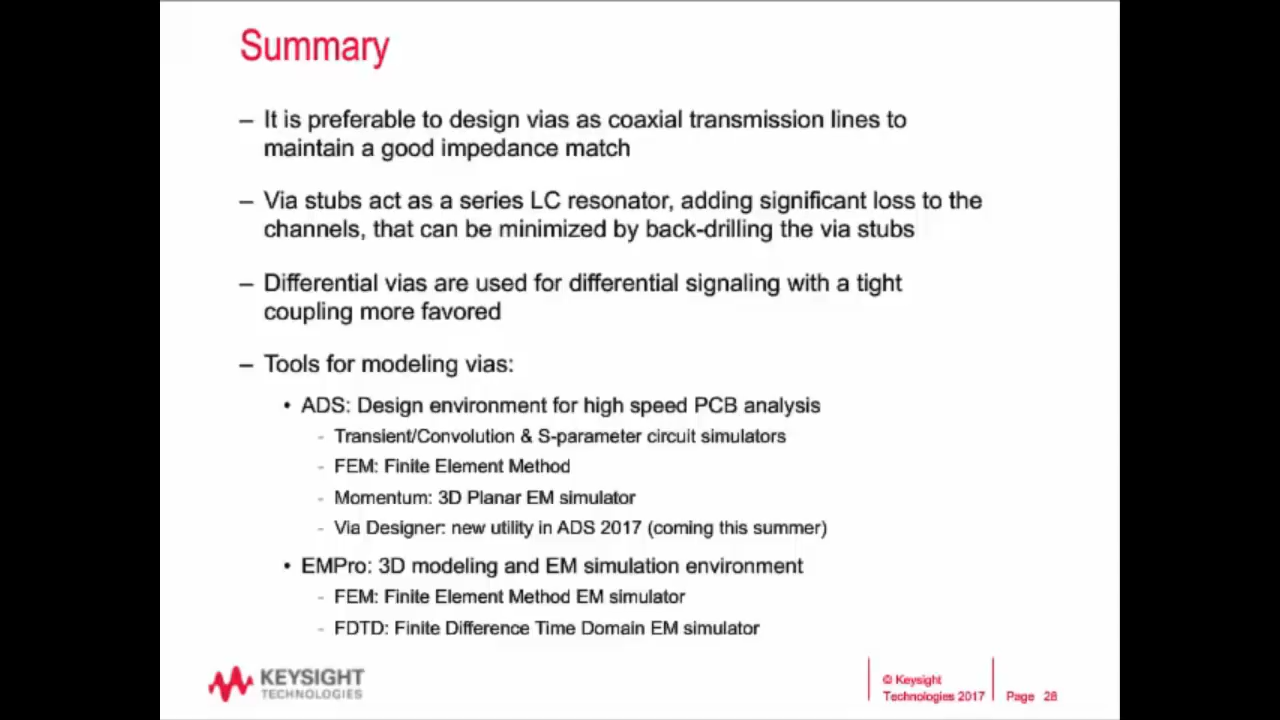 Summary
– It is preferable to design vias as coaxial transmission lines to
maintain a good impedance match
– Via stubs act as a series LC resonator, adding significant loss to the
channels, that can be minimized by back-drilling the via stubs
– Differential vias are used for differential signaling with a tight
coupling more favored
– Tools for modeling vias:
• ADS: Design environment for high speed PCB analysis
- Transient/Convolution & S-parameter circuit simulators
- FEM: Finite Element Method
- Momentum: 3D Planar EM simulator
- Via Designer: new utility in ADS 2017 (coming this summer)
• EMPro: 3D modeling and EM simulation environment
- FEM: Finite Element Method EM simulator
- FDTD: Finite Difference Time Domain EM simulator
KEYSIGHT
TECHNOLOGIES
© Keysight
Technologies 2017
Page 28